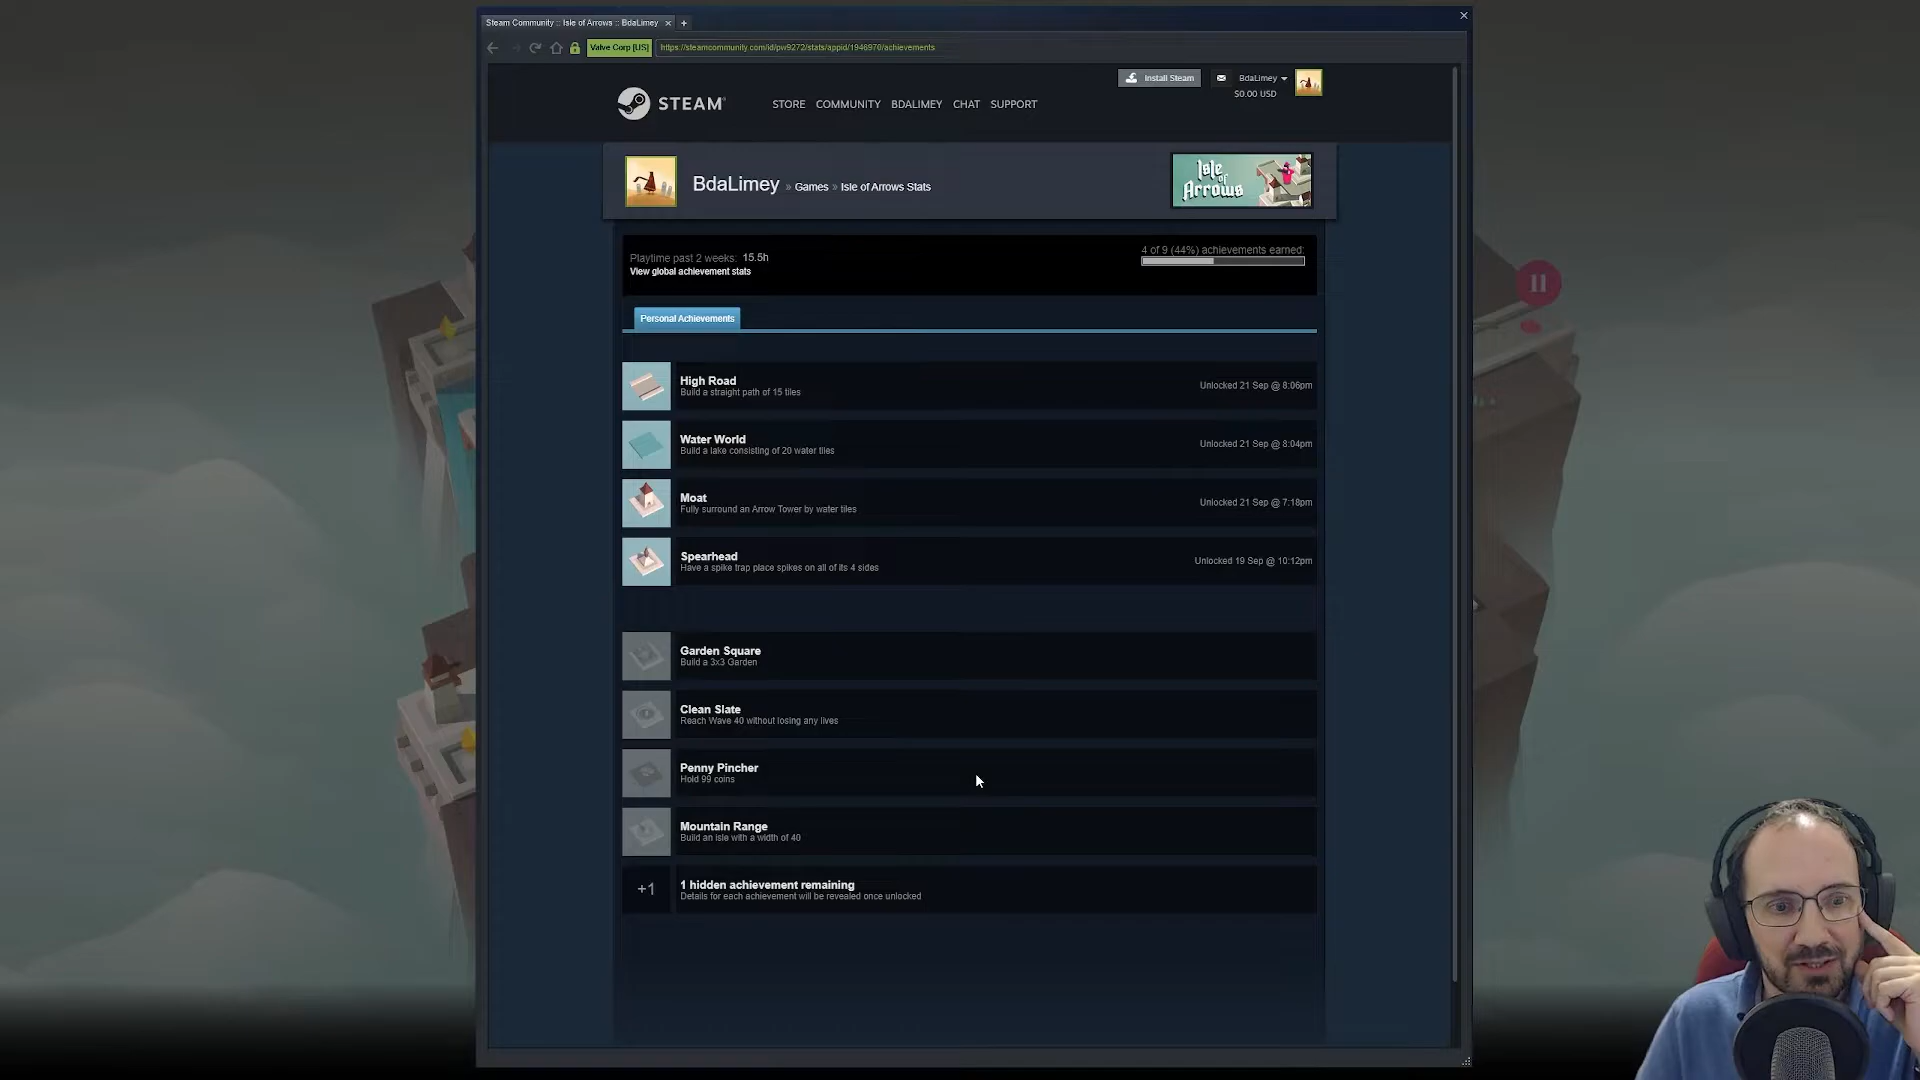 Steam Community :: Isle of Arrows :: BdaLimey
Valve Corp [US]
https://steamcommunity.com/id/pw9272/stats/appid/1946970/achievements
Install Steam
BdaLimey
$0.00 USD
STEAM
STORE COMMUNITY BDALIMEY CHAT SUPPORT
BdaLimey » Games » Isle of Arrows Stats
Isle of Arrows
Playtime past 2 weeks: 15.5h
View global achievement stats
4 of 9 (44%) achievements earned:
Personal Achievements
High Road
Build a straight path of 15 tiles
Unlocked 21 Sep @ 8:06pm
Water World
Build a lake consisting of 20 water tiles
Unlocked 21 Sep @ 8:04pm
Moat
Fully surround an Arrow Tower by water tiles
Unlocked 21 Sep @ 7:18pm
Spearhead
Have a spike trap place spikes on all of its 4 sides
Unlocked 19 Sep @ 10:12pm
Garden Square
Build a 3x3 Garden
Clean Slate
Reach Wave 40 without losing any lives
Penny Pincher
Hold 99 coins
Mountain Range
Build an isle with a width of 40
+1
1 hidden achievement remaining
Details for each achievement will be revealed once unlocked